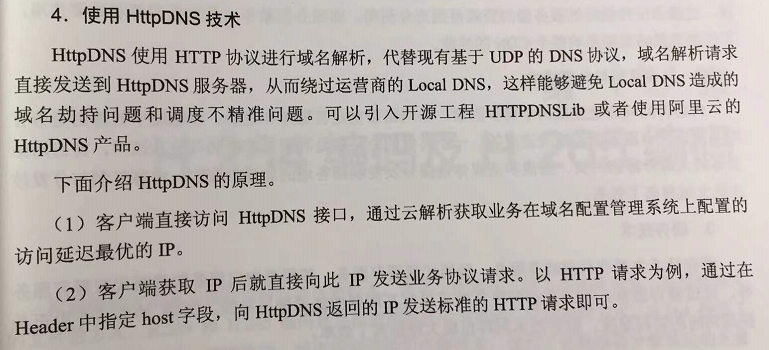 4．使用 HttpDNS 技术
HttpDNS 使用 HTTP 协议进行域名解析，代替现有基于 UDP 的 DNS 协议，域名解析请求
直接发送到 HttpDNS 服务器，从而绕过运营商的 Local DNS，这样能够避免 Local DNS 造成的
域名劫持问题和调度不精准问题。可以引入开源工程 HTTPDNSLib 或者使用阿里云的
HttpDNS 产品。
下面介绍 HttpDNS 的原理。
（1）客户端直接访问 HttpDNS 接口，通过云解析获取业务在域名配置管理系统上配置的
访问延迟最优的 IP。
（2）客户端获取 IP 后就直接向此 IP 发送业务协议请求。以 HTTP 请求为例，通过在
Header 中指定 host 字段，向 HttpDNS 返回的 IP 发送标准的 HTTP 请求即可。